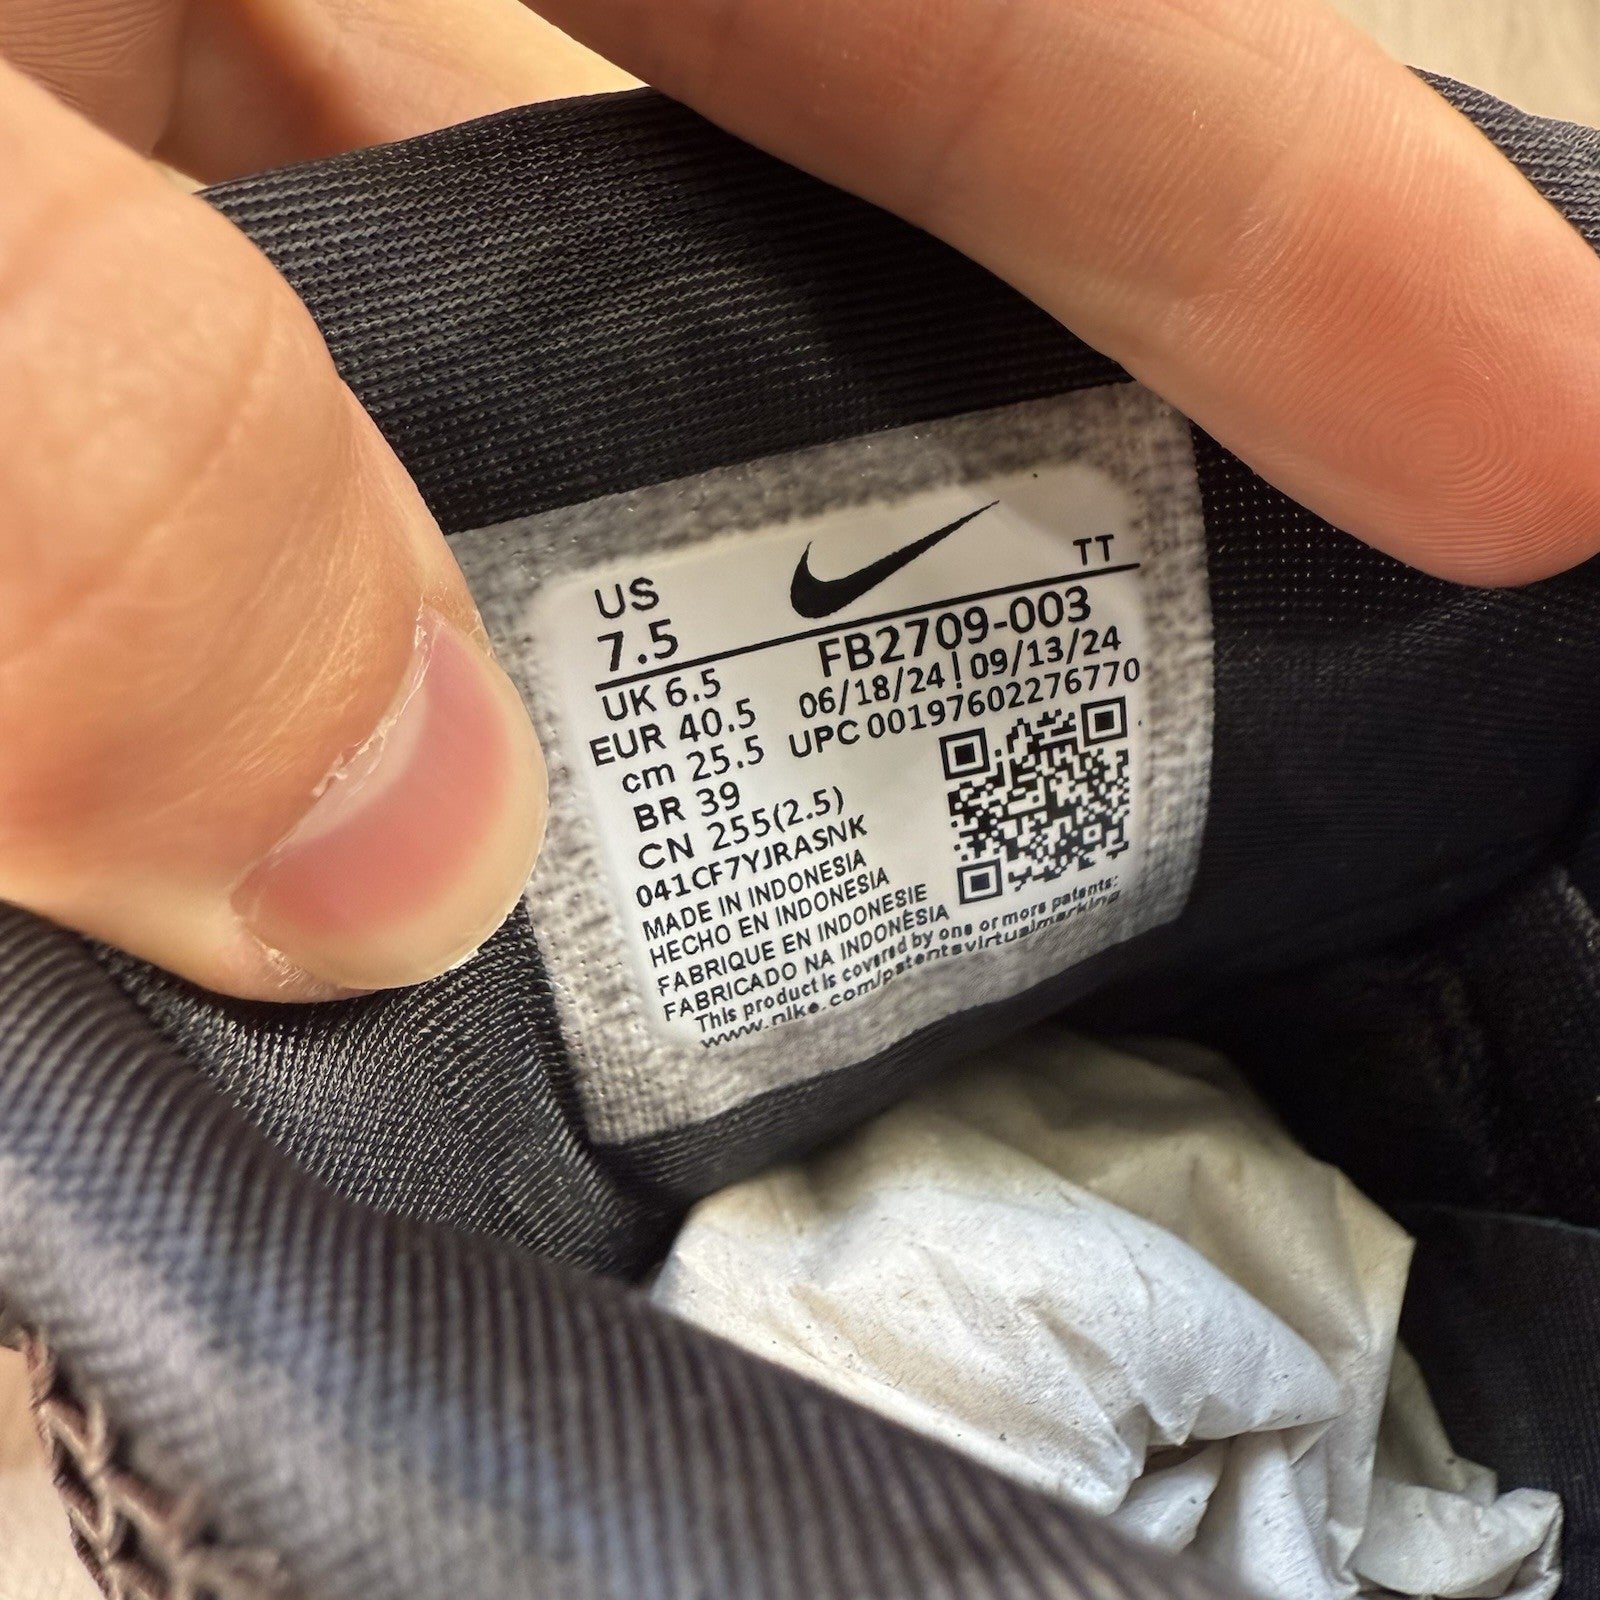 US
7.5
TT
FB2709-003
UK 6.5
06/18/24 ! 09/13/24
EUR 40.5
UPC 00197602276770
cm 25.5
BR 39
CN 255(2.5)
041CF7YJRASNK
MADE IN INDONESIA
HECHO EN INDONESIA
FABRIQUE EN INDONESIE
FABRICADO NA INDONÉSIA
This product is covered by one or more patents:
www.nike.com/patentsvirtualmarking